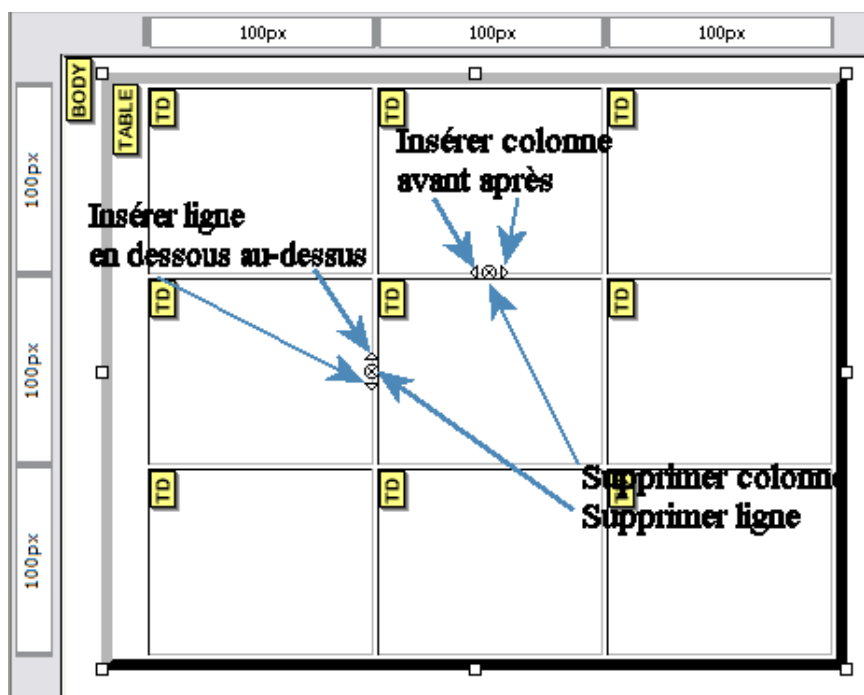 100px 100px 100px
BODY
TABLE
TD TD TD
100px
Insérer colonne
avant après
Insérer ligne
en dessous au-dessus
TD TD TD
100px
TD TD TD
100px
Supprimer colonne
Supprimer ligne